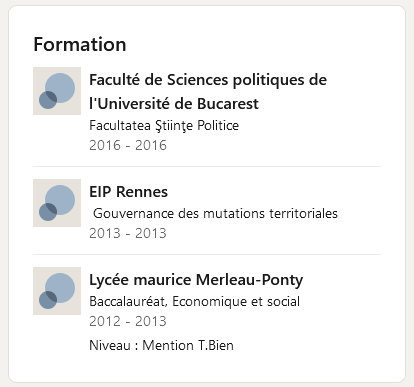 Formation
Faculté de Sciences politiques de
l'Université de Bucarest
Facultatea Ştiinţe Politice
2016 - 2016
EIP Rennes
Gouvernance des mutations territoriales
2013 - 2013
Lycée maurice Merleau-Ponty
Baccalauréat, Economique et social
2012 - 2013
Niveau : Mention T.Bien